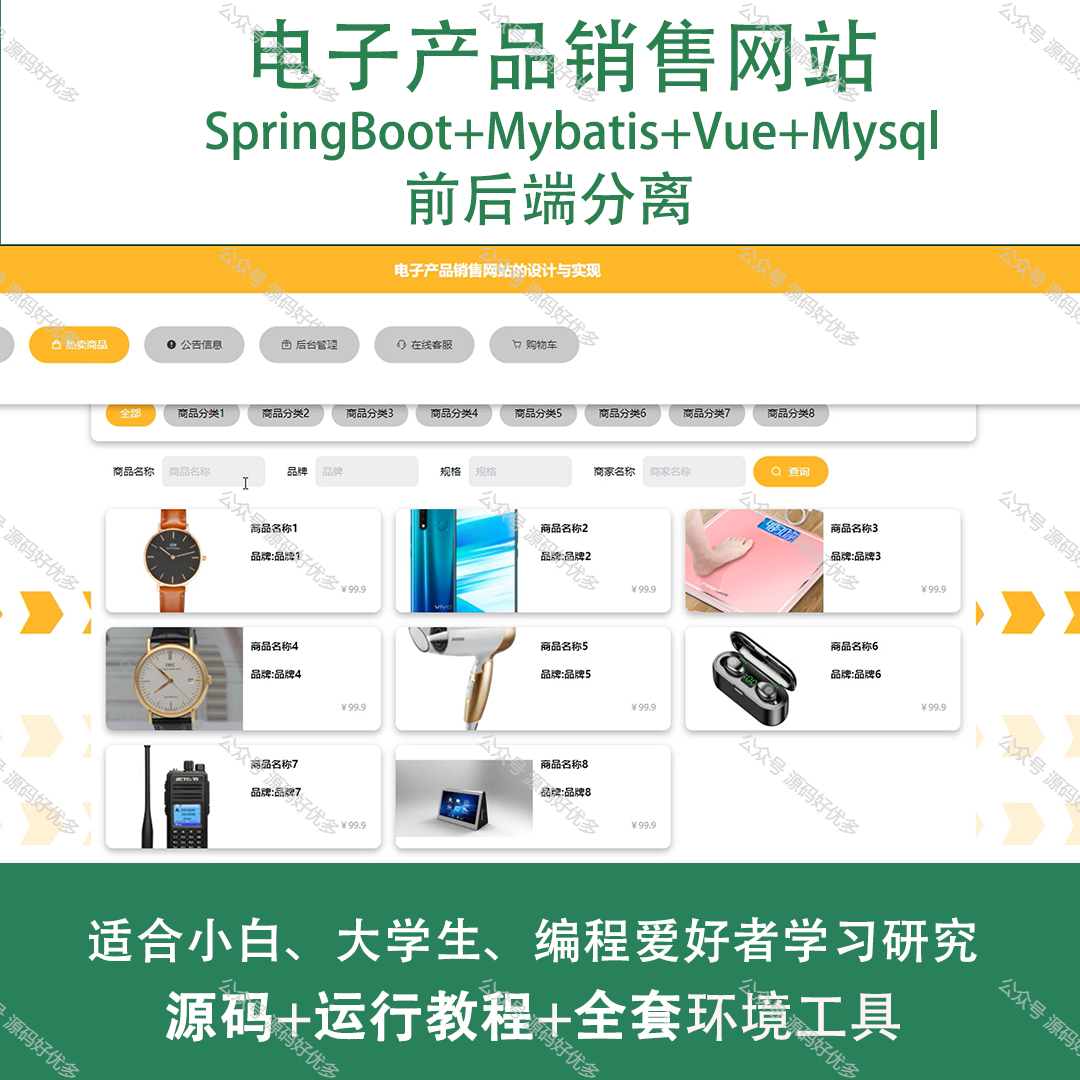 电子产品销售网站
SpringBoot+Mybatis+Vue+Mysql
前后端分离
电子产品销售网站的设计与实现
热卖商品 公告信息 后台管理 在线客服 购物车
全部 商品分类1 商品分类2 商品分类3 商品分类4 商品分类5 商品分类6 商品分类7 商品分类8
商品名称 商品名称 品牌 品牌 规格 规格 商家名称 商家名称 查询
商品名称1
品牌:品牌1
¥99.9
商品名称2
品牌:品牌2
¥99.9
vivo
商品名称3
品牌:品牌3
¥99.9
商品名称4
品牌:品牌4
¥99.9
IWC
商品名称5
品牌:品牌5
¥99.9
商品名称6
品牌:品牌6
¥99.9
商品名称7
品牌:品牌7
¥99.9
RETEVIS
商品名称8
品牌:品牌8
¥99.9
适合小白、大学生、编程爱好者学习研究
源码+运行教程+全套环境工具
公众号 源码好优多